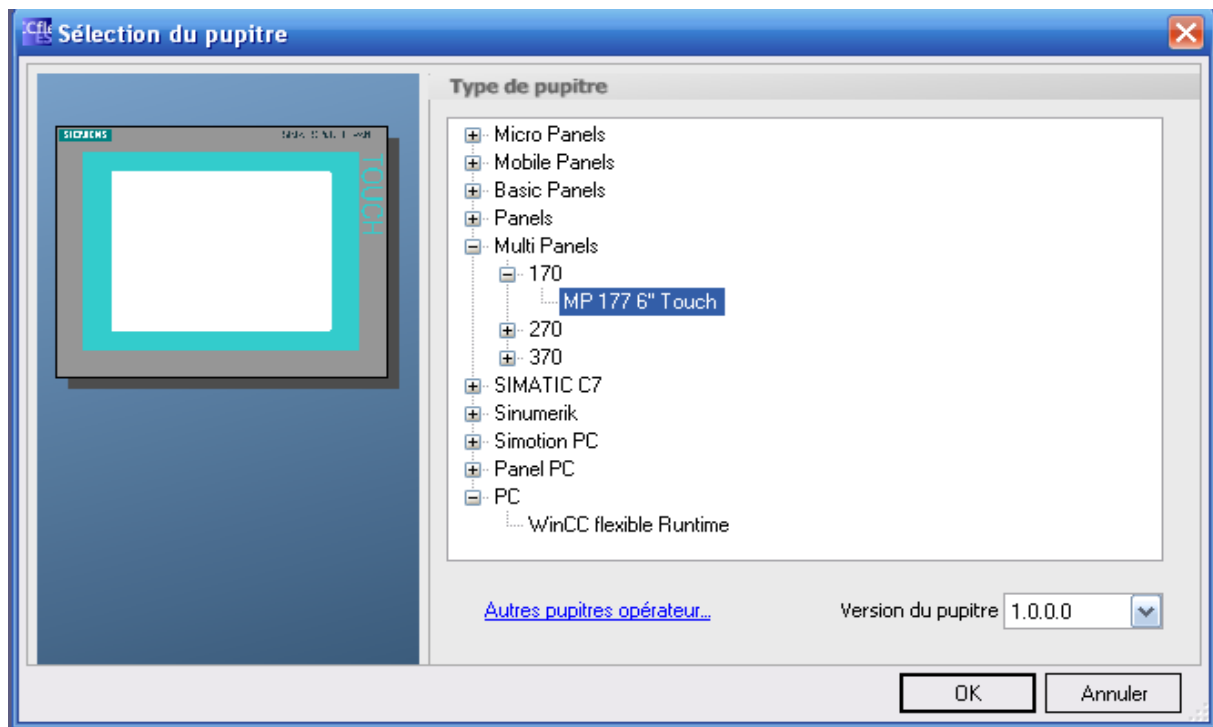 Sélection du pupitre
SIEMENS
TOUCH
Type de pupitre
Micro Panels
Mobile Panels
Basic Panels
Panels
Multi Panels
170
MP 177 6" Touch
270
370
SIMATIC C7
Sinumerik
Simotion PC
Panel PC
PC
WinCC flexible Runtime
Autres pupitres opérateur...
Version du pupitre 1.0.0.0
OK Annuler